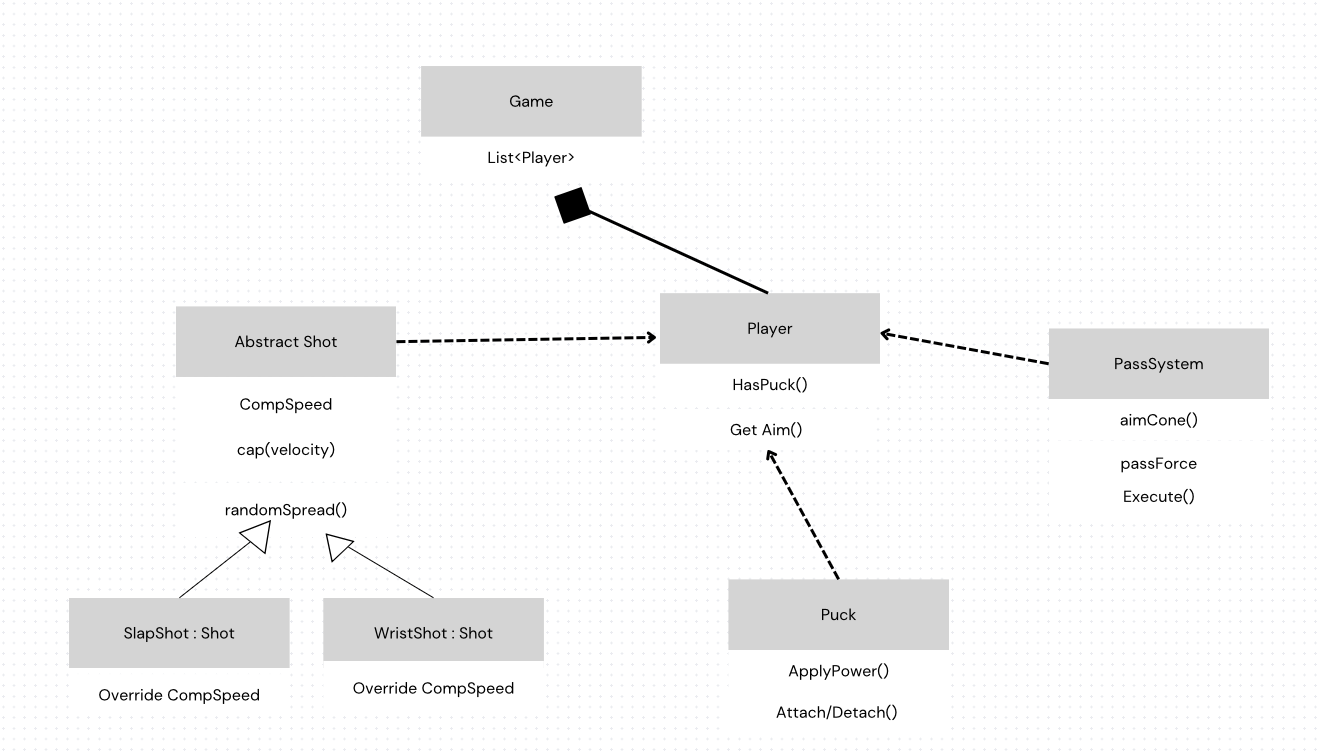 Game
List<Player>
Abstract Shot
CompSpeed
cap(velocity)
randomSpread()
Player
HasPuck()
Get Aim()
PassSystem
aimCone()
passForce
Execute()
SlapShot : Shot
Override CompSpeed
WristShot : Shot
Override CompSpeed
Puck
ApplyPower()
Attach/Detach()